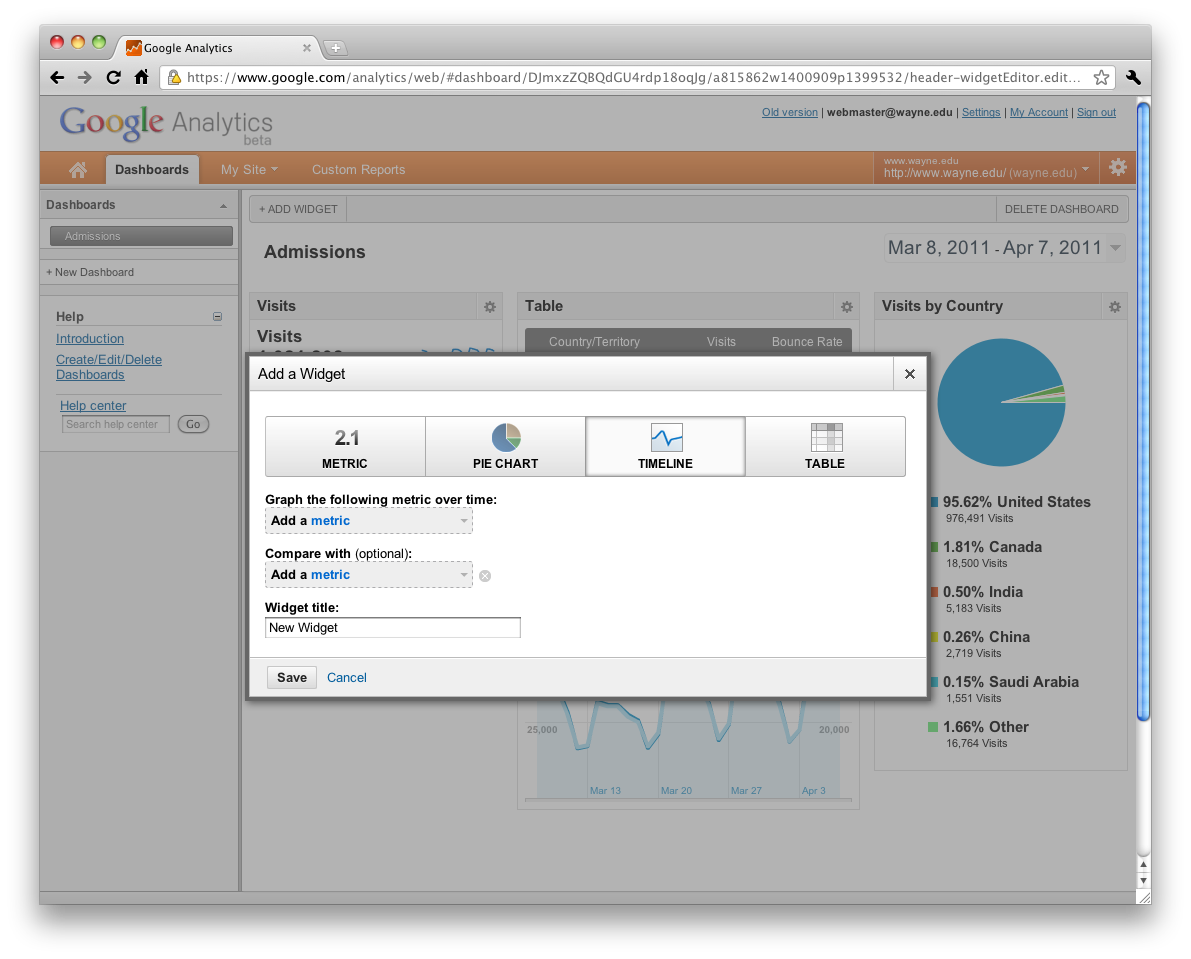 Google Analytics
https://www.google.com/analytics/web/#dashboard/DJmxzZQBQdGU4rdp18oqJg/a815862w1400909p1399532/header-widgetEditor.edit...
Google Analytics
beta
Old version | webmaster@wayne.edu | Settings | My Account | Sign out
Dashboards
My Site
Custom Reports
www.wayne.edu
http://www.wayne.edu/ (wayne.edu)
Dashboards
Admissions
+ New Dashboard
Help
Introduction
Create/Edit/Delete
Dashboards
Help center
Search help center
Go
+ ADD WIDGET
DELETE DASHBOARD
Admissions
Mar 8, 2011 - Apr 7, 2011
Visits
Visits
Table
Country/Territory Visits Bounce Rate
Visits by Country
Add a Widget
2.1
METRIC
PIE CHART
TIMELINE
TABLE
Graph the following metric over time:
Add a metric
Compare with (optional):
Add a metric
Widget title:
New Widget
Save
Cancel
95.62% United States
976,491 Visits
1.81% Canada
18,500 Visits
0.50% India
5,183 Visits
0.26% China
2,719 Visits
0.15% Saudi Arabia
1,551 Visits
1.66% Other
16,764 Visits
25,000
20,000
Mar 13
Mar 20
Mar 27
Apr 3